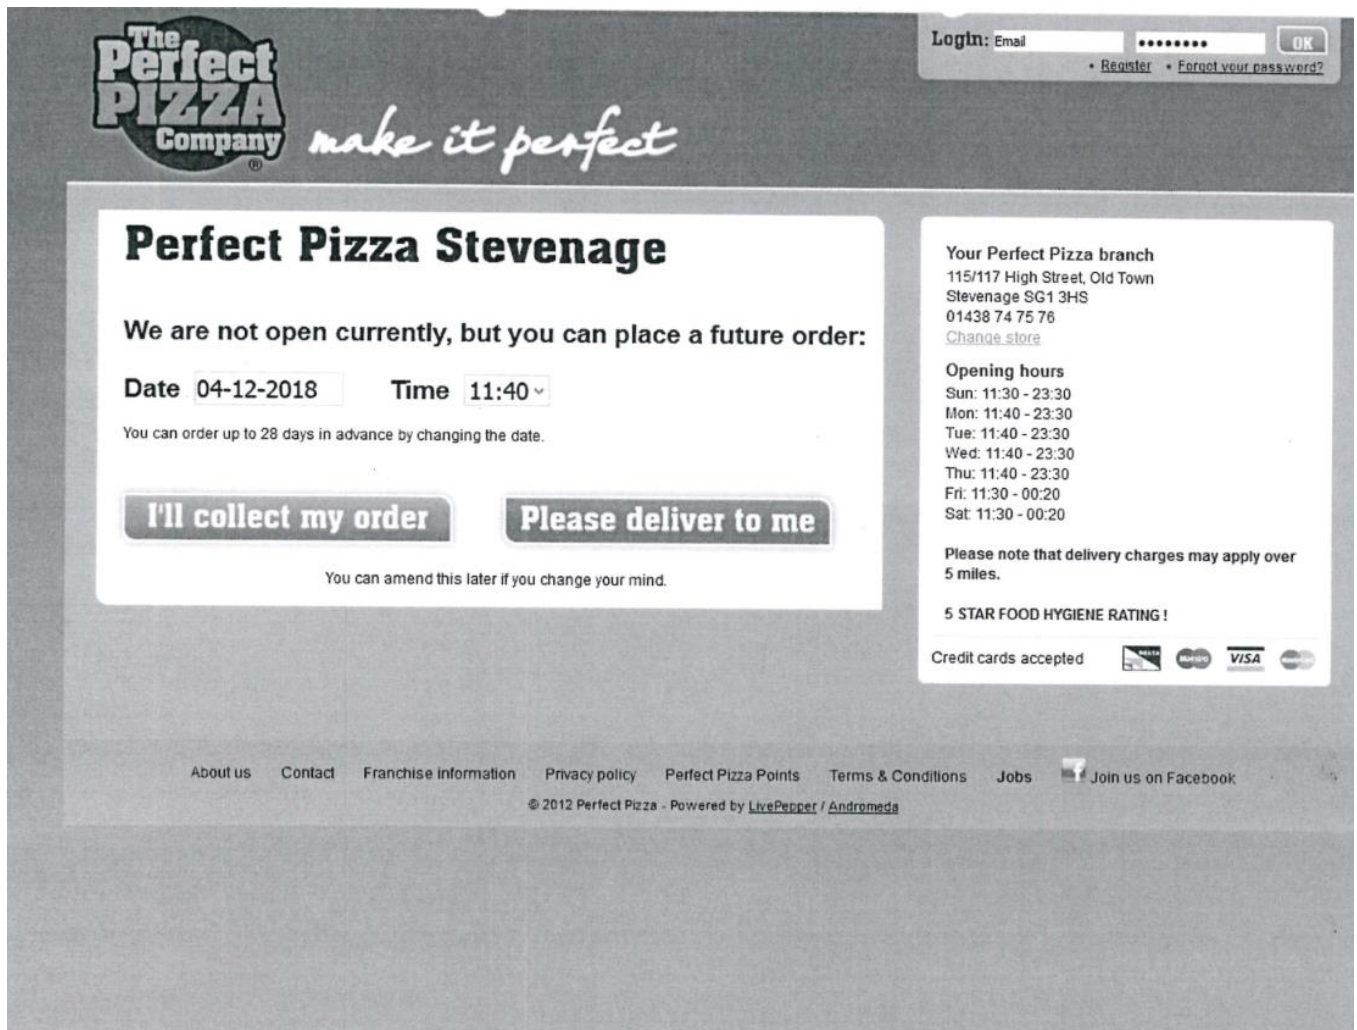 The
Perfect
PIZZA
Company
®
make it perfect
Login: Email •••••••• OK
• Register • Forgot your password?
Perfect Pizza Stevenage
We are not open currently, but you can place a future order:
Date 04-12-2018 Time 11:40
You can order up to 28 days in advance by changing the date.
I'll collect my order Please deliver to me
You can amend this later if you change your mind.
Your Perfect Pizza branch
115/117 High Street, Old Town
Stevenage SG1 3HS
01438 74 75 76
Change store
Opening hours
Sun: 11:30 - 23:30
Mon: 11:40 - 23:30
Tue: 11:40 - 23:30
Wed: 11:40 - 23:30
Thu: 11:40 - 23:30
Fri: 11:30 - 00:20
Sat: 11:30 - 00:20
Please note that delivery charges may apply over
5 miles.
5 STAR FOOD HYGIENE RATING !
Credit cards accepted DELTA Maestro VISA MasterCard
About us Contact Franchise information Privacy policy Perfect Pizza Points Terms & Conditions Jobs f Join us on Facebook
© 2012 Perfect Pizza - Powered by LivePepper / Andromeda